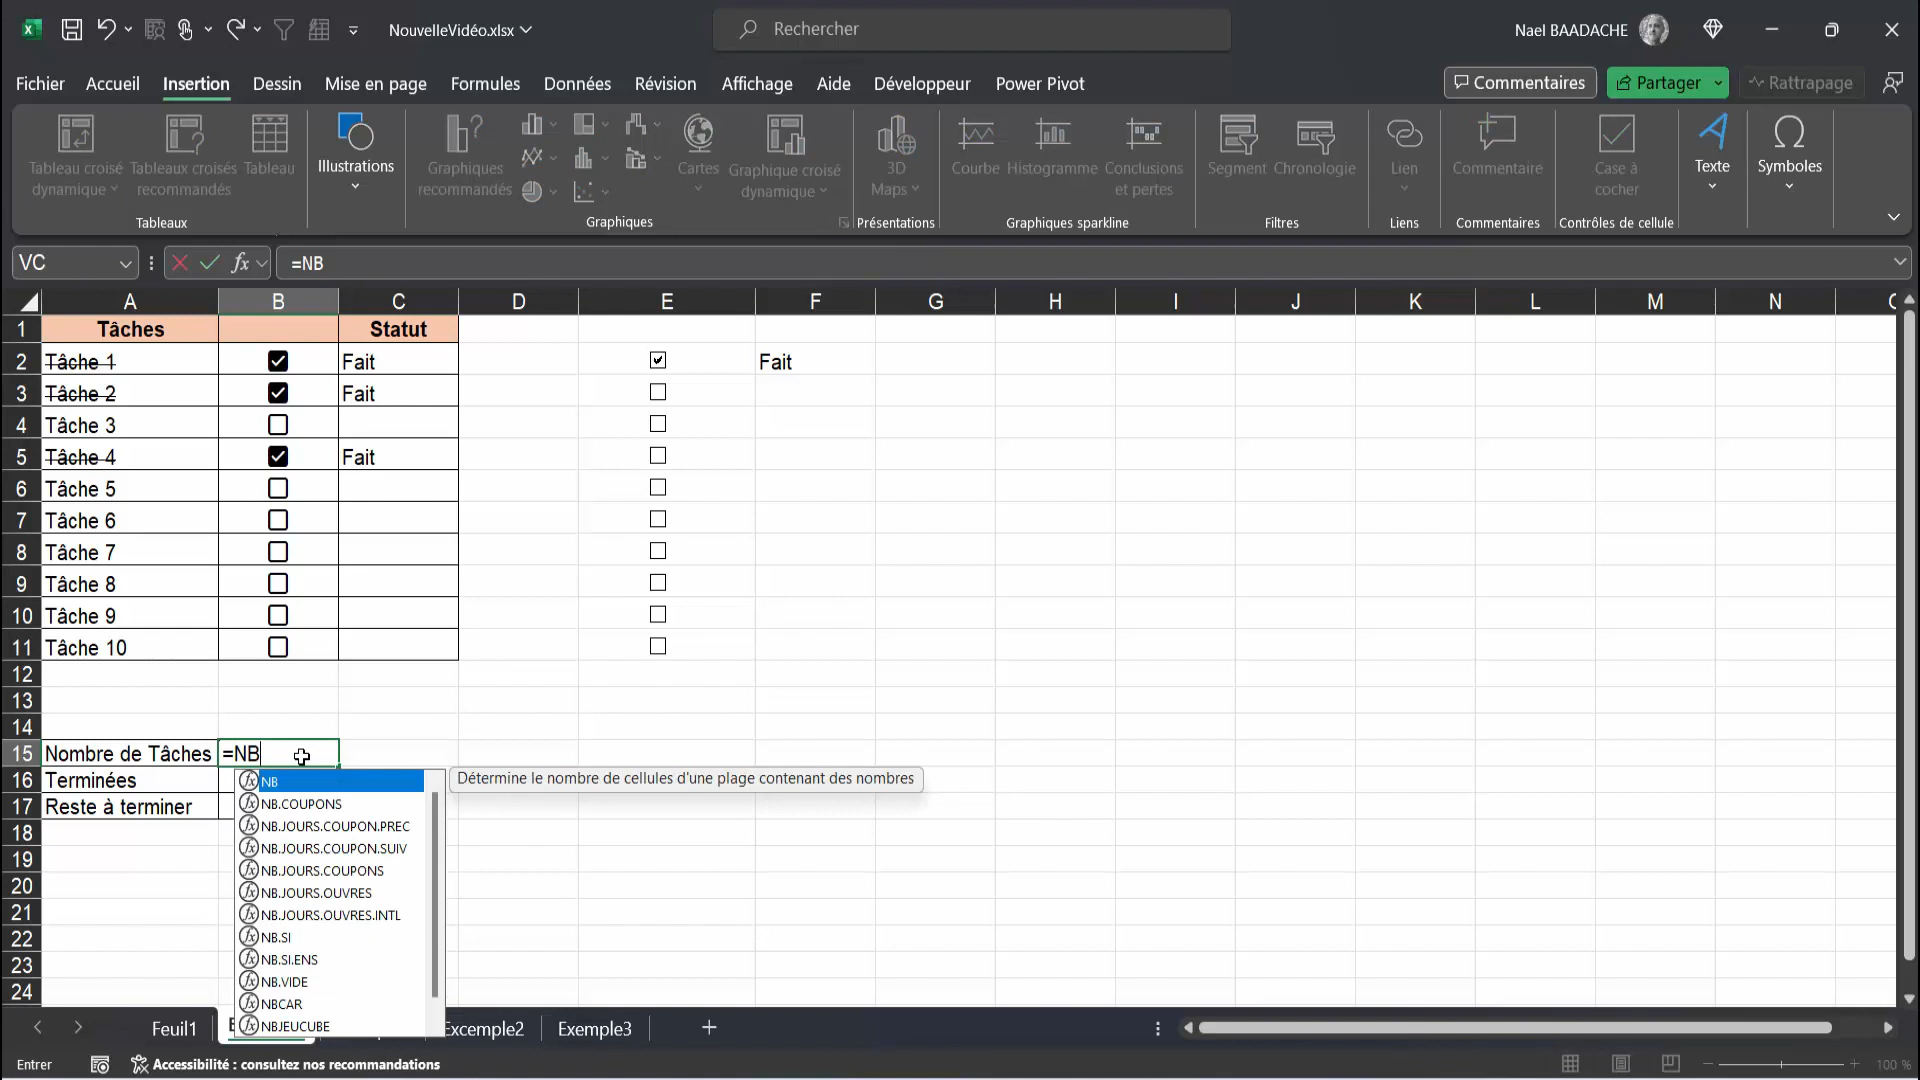 NouvelleVidéo.xlsx
Rechercher
Nael BAADACHE
Fichier Accueil Insertion Dessin Mise en page Formules Données Révision Affichage Aide Développeur Power Pivot
Commentaires Partager Rattrapage
Tableau croisé dynamique
Tableaux croisés recommandés
Tableau
Tableaux
Illustrations
Graphiques recommandés
Cartes
Graphique croisé dynamique
Graphiques
3D Maps
Présentations
Courbe Histogramme Conclusions et pertes
Graphiques sparkline
Segment Chronologie
Filtres
Lien
Liens
Commentaire
Commentaires
Case à cocher
Contrôles de cellule
Texte
Symboles
VC fx =NB
A B C D E F G H I J K L M N
1 Tâches Statut
2 Tâche 1 Fait Fait
3 Tâche 2 Fait
4 Tâche 3
5 Tâche 4 Fait
6 Tâche 5
7 Tâche 6
8 Tâche 7
9 Tâche 8
10 Tâche 9
11 Tâche 10
12
13
14
15 Nombre de Tâches =NB
16 Terminées
17 Reste à terminer
18
19
20
21
22
23
24
NB
Détermine le nombre de cellules d'une plage contenant des nombres
NB.COUPONS
NB.JOURS.COUPON.PREC
NB.JOURS.COUPON.SUIV
NB.JOURS.COUPONS
NB.JOURS.OUVRES
NB.JOURS.OUVRES.INTL
NB.SI
NB.SI.ENS
NB.VIDE
NBCAR
NBJEUCUBE
Feuil1 Excemple2 Exemple3
Entrer Accessibilité : consultez nos recommandations 100 %